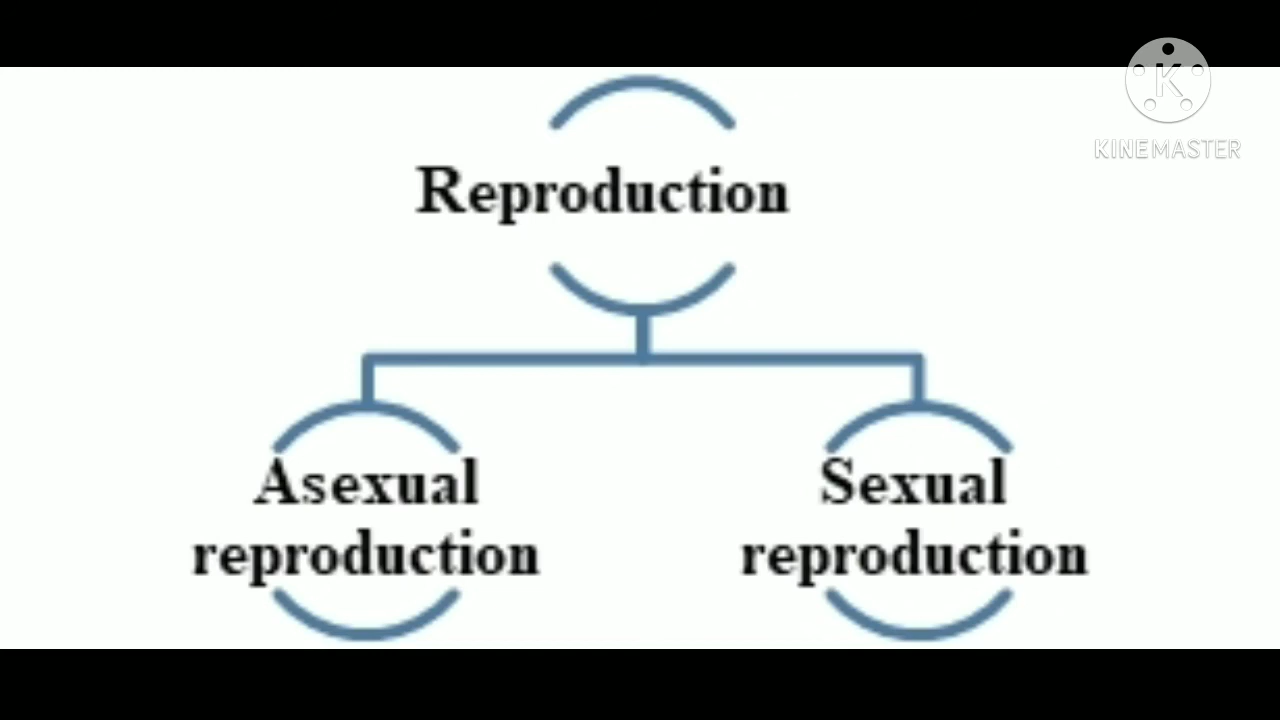 K
KINEMASTER
Reproduction
Asexual
reproduction
Sexual
reproduction